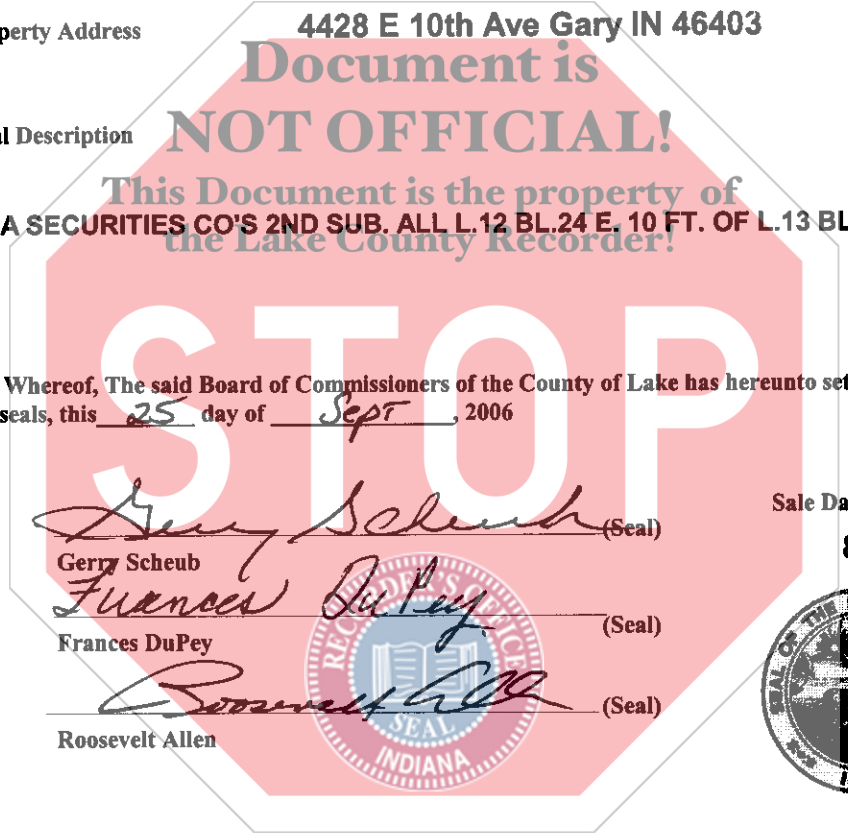 perty Address 4428 E 10th Ave Gary IN 46403
Document is
NOT OFFICIAL!
al Description
This Document is the property of
A SECURITIES CO'S 2ND SUB. ALL L.12 BL.24 E. 10 FT. OF L.13 BL
the Lake County Recorder!
STOP
Whereof, The said Board of Commissioners of the County of Lake has hereunto set
seals, this 25 day of Sept, 2006
Gerry Scheub (Seal)
Sale Da
Gerry Scheub
Frances DuPey (Seal)
Frances DuPey
Roosevelt Allen (Seal)
Roosevelt Allen
RECORDER'S OFFICE
SEAL
INDIANA
SEAL OF THE